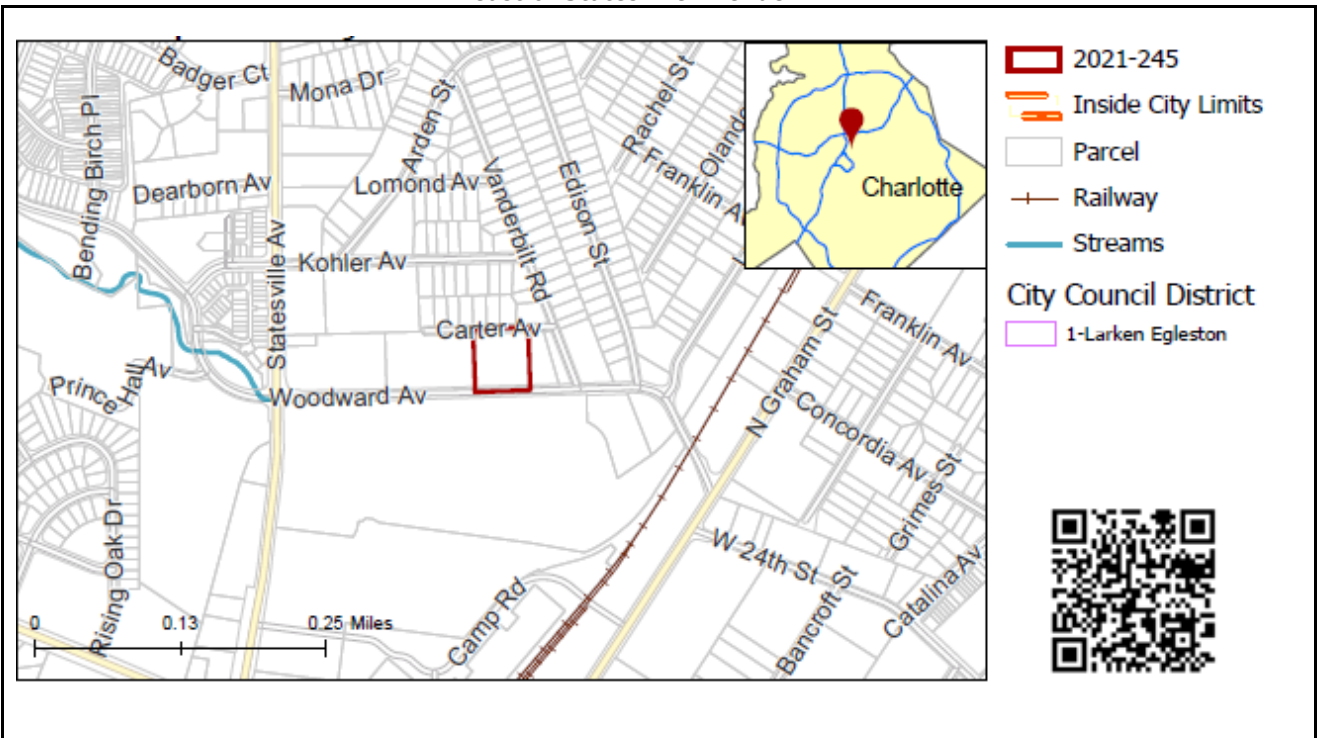 Badger Ct
Mona Dr
Arden St
Rachel St
Bending Birch Pl
Dearborn Av
Lomond Av
Vanderbilt Rd
Edison St
Franklin Av
Charlotte
Statesville Av
Kohler Av
Carter Av
Woodward Av
Prince Hall Av
N Graham St
Franklin Av
Concordia Av
Grimes St
Rising Oak Dr
W 24th St
Camp Rd
Bancroft St
Catalina Av
0 0.13 0.25 Miles
2021-245
Inside City Limits
Parcel
Railway
Streams
City Council District
1-Larken Egleston